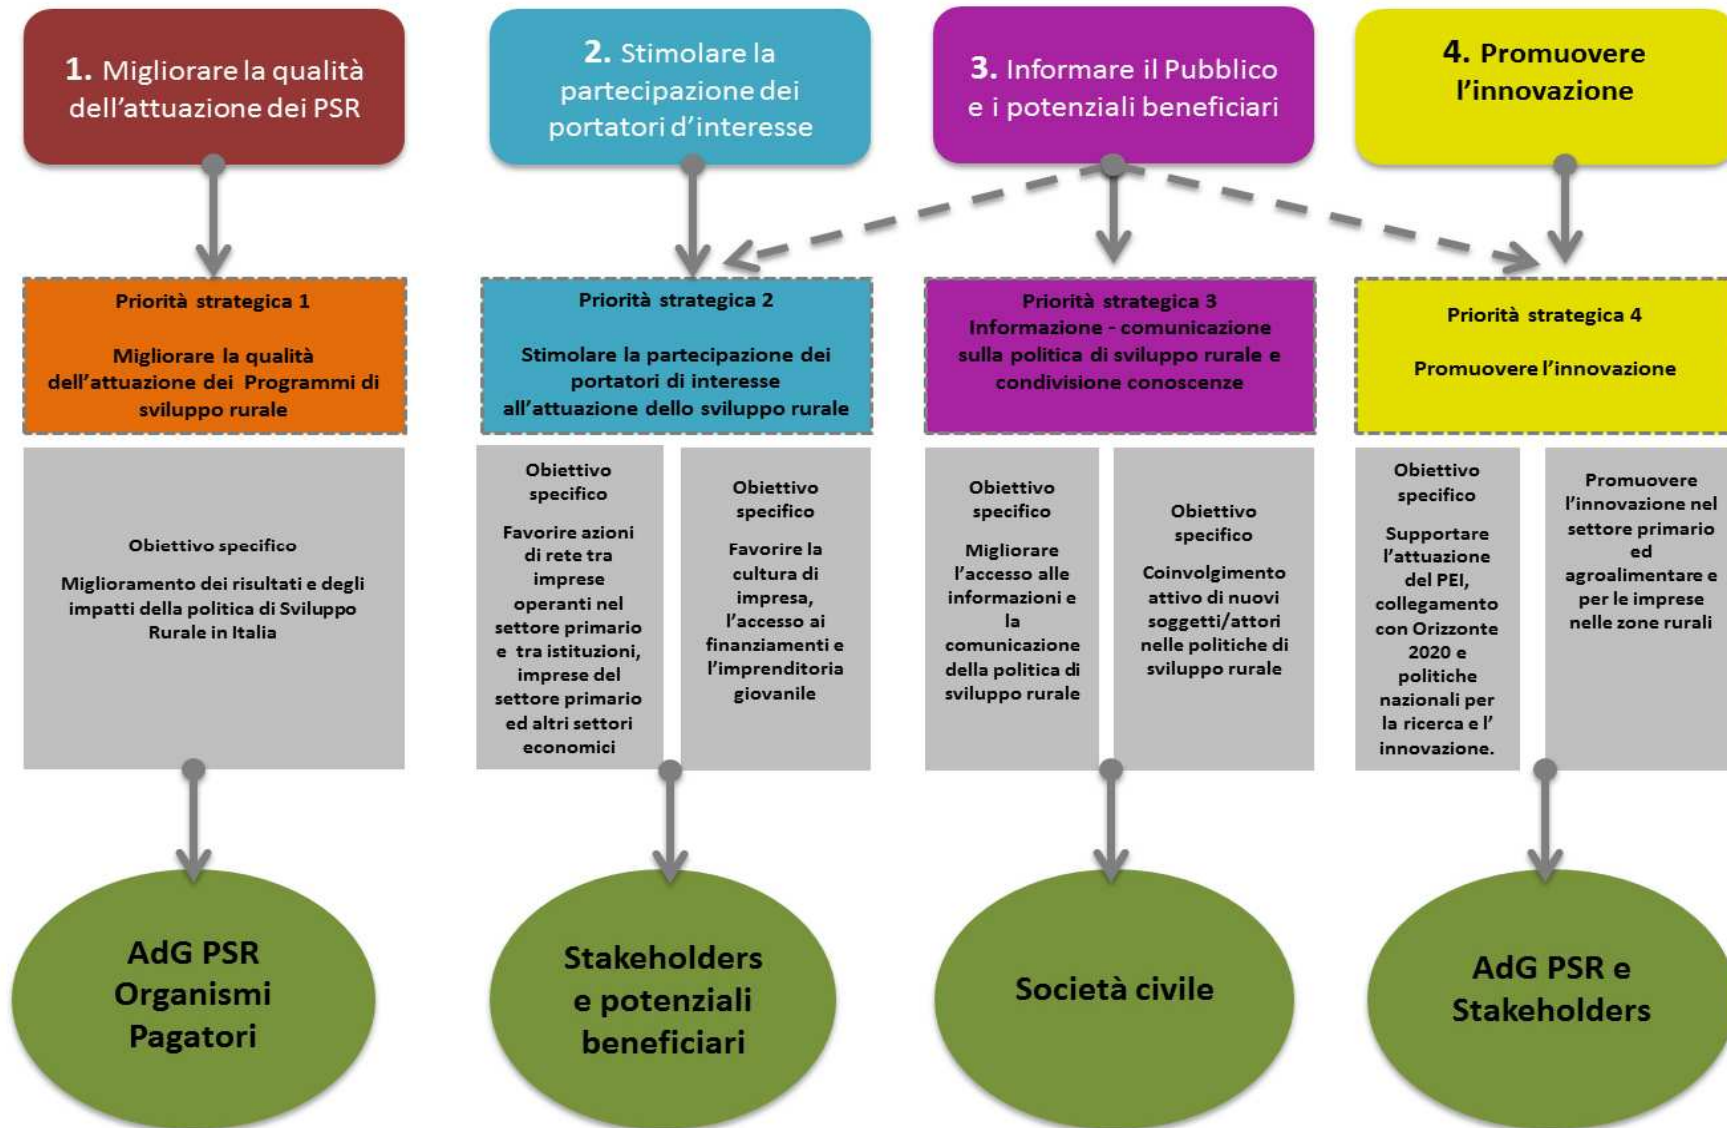 1. Migliorare la qualità
dell'attuazione dei PSR
2. Stimolare la
partecipazione dei
portatori d'interesse
3. Informare il Pubblico
e i potenziali beneficiari
4. Promuovere
l'innovazione
Priorità strategica 1
Migliorare la qualità
dell'attuazione dei Programmi di
sviluppo rurale
Priorità strategica 2
Stimolare la partecipazione dei
portatori di interesse
all'attuazione dello sviluppo rurale
Priorità strategica 3
Informazione - comunicazione
sulla politica di sviluppo rurale e
condivisione conoscenze
Priorità strategica 4
Promuovere l'innovazione
Obiettivo specifico
Miglioramento dei risultati e degli
impatti della politica di Sviluppo
Rurale in Italia
Obiettivo
specifico
Favorire azioni
di rete tra
imprese
operanti nel
settore primario
e tra istituzioni,
imprese del
settore primario
ed altri settori
economici
Obiettivo
specifico
Favorire la
cultura di
impresa,
l'accesso ai
finanziamenti e
l'imprenditoria
giovanile
Obiettivo
specifico
Migliorare
l'accesso alle
informazioni e
la
comunicazione
della politica di
sviluppo rurale
Obiettivo
specifico
Coinvolgimento
attivo di nuovi
soggetti/attori
nelle politiche di
sviluppo rurale
Obiettivo
specifico
Supportare
l'attuazione
del PEI,
collegamento
con Orizzonte
2020 e
politiche
nazionali per
la ricerca e l'
innovazione.
Promuovere
l'innovazione nel
settore primario
ed
agroalimentare e
per le imprese
nelle zone rurali
AdG PSR
Organismi
Pagatori
Stakeholders
e potenziali
beneficiari
Società civile
AdG PSR e
Stakeholders